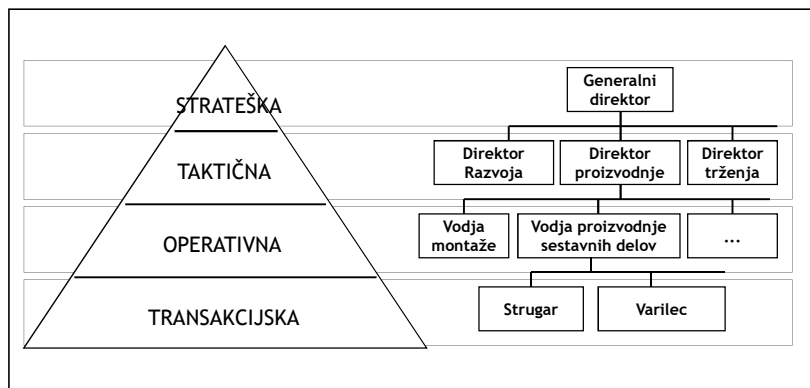 STRATEŠKA
TAKTIČNA
OPERATIVNA
TRANSAKCIJSKA
Generalni
direktor
Direktor
Razvoja
Direktor
proizvodnje
Direktor
trženja
Vodja
montaže
Vodja proizvodnje
sestavnih delov
...
Strugar
Varilec